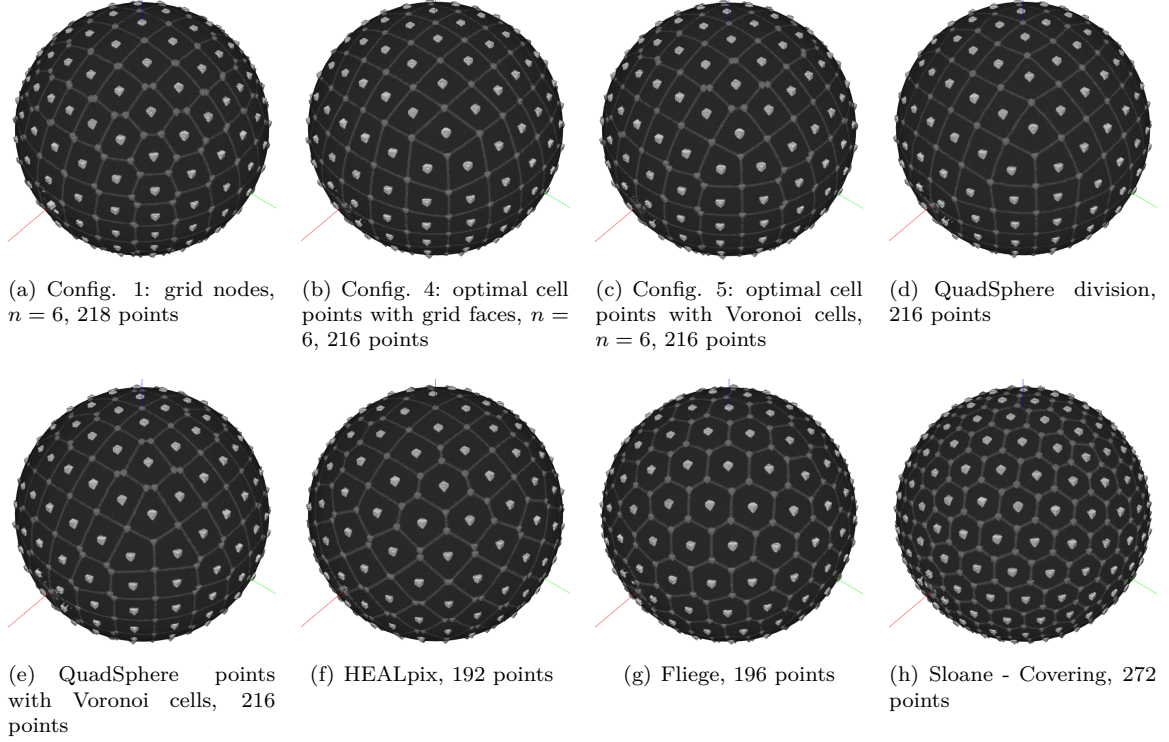 (a) Config. 1: grid nodes,
n = 6, 218 points
(b) Config. 4: optimal cell
points with grid faces, n =
6, 216 points
(c) Config. 5: optimal cell
points with Voronoi cells,
n = 6, 216 points
(d) QuadSphere division,
216 points
(e) QuadSphere points
with Voronoi cells, 216
points
(f) HEALpix, 192 points
(g) Fliege, 196 points
(h) Sloane - Covering, 272
points